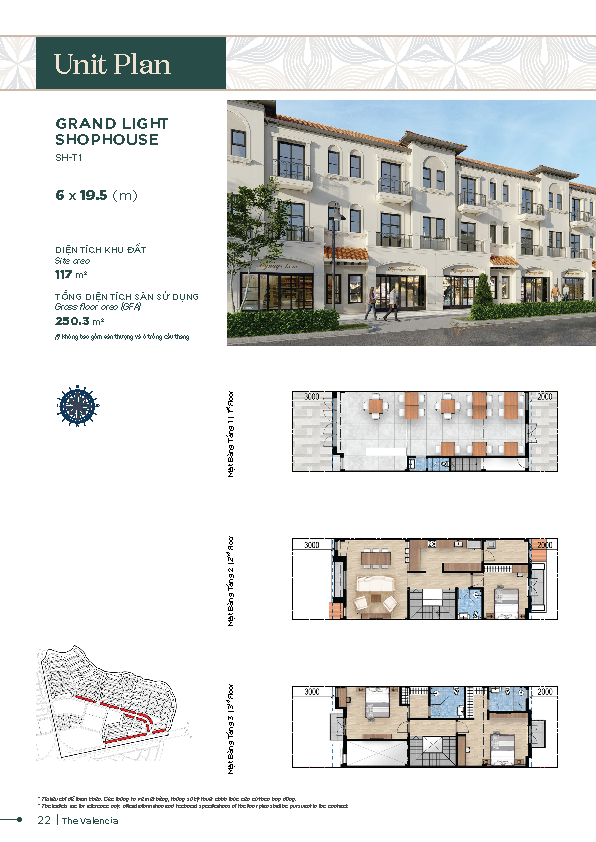 Unit Plan
GRAND LIGHT
SHOPHOUSE
SH-T1
6 x 19.5 (m)
DIỆN TÍCH KHU ĐẤT
Site area
117 m²
TỔNG DIỆN TÍCH SÀN SỬ DỤNG
Gross floor area (GFA)
250.3 m²
(*) Không bao gồm sân thượng và ô trống cầu thang
Mặt Bằng Tầng 1 | 1st Floor
3000
2000
Mặt Bằng Tầng 2 | 2nd Floor
3000
2000
Mặt Bằng Tầng 3 | 3rd Floor
3000
2000
22 | The Valencia